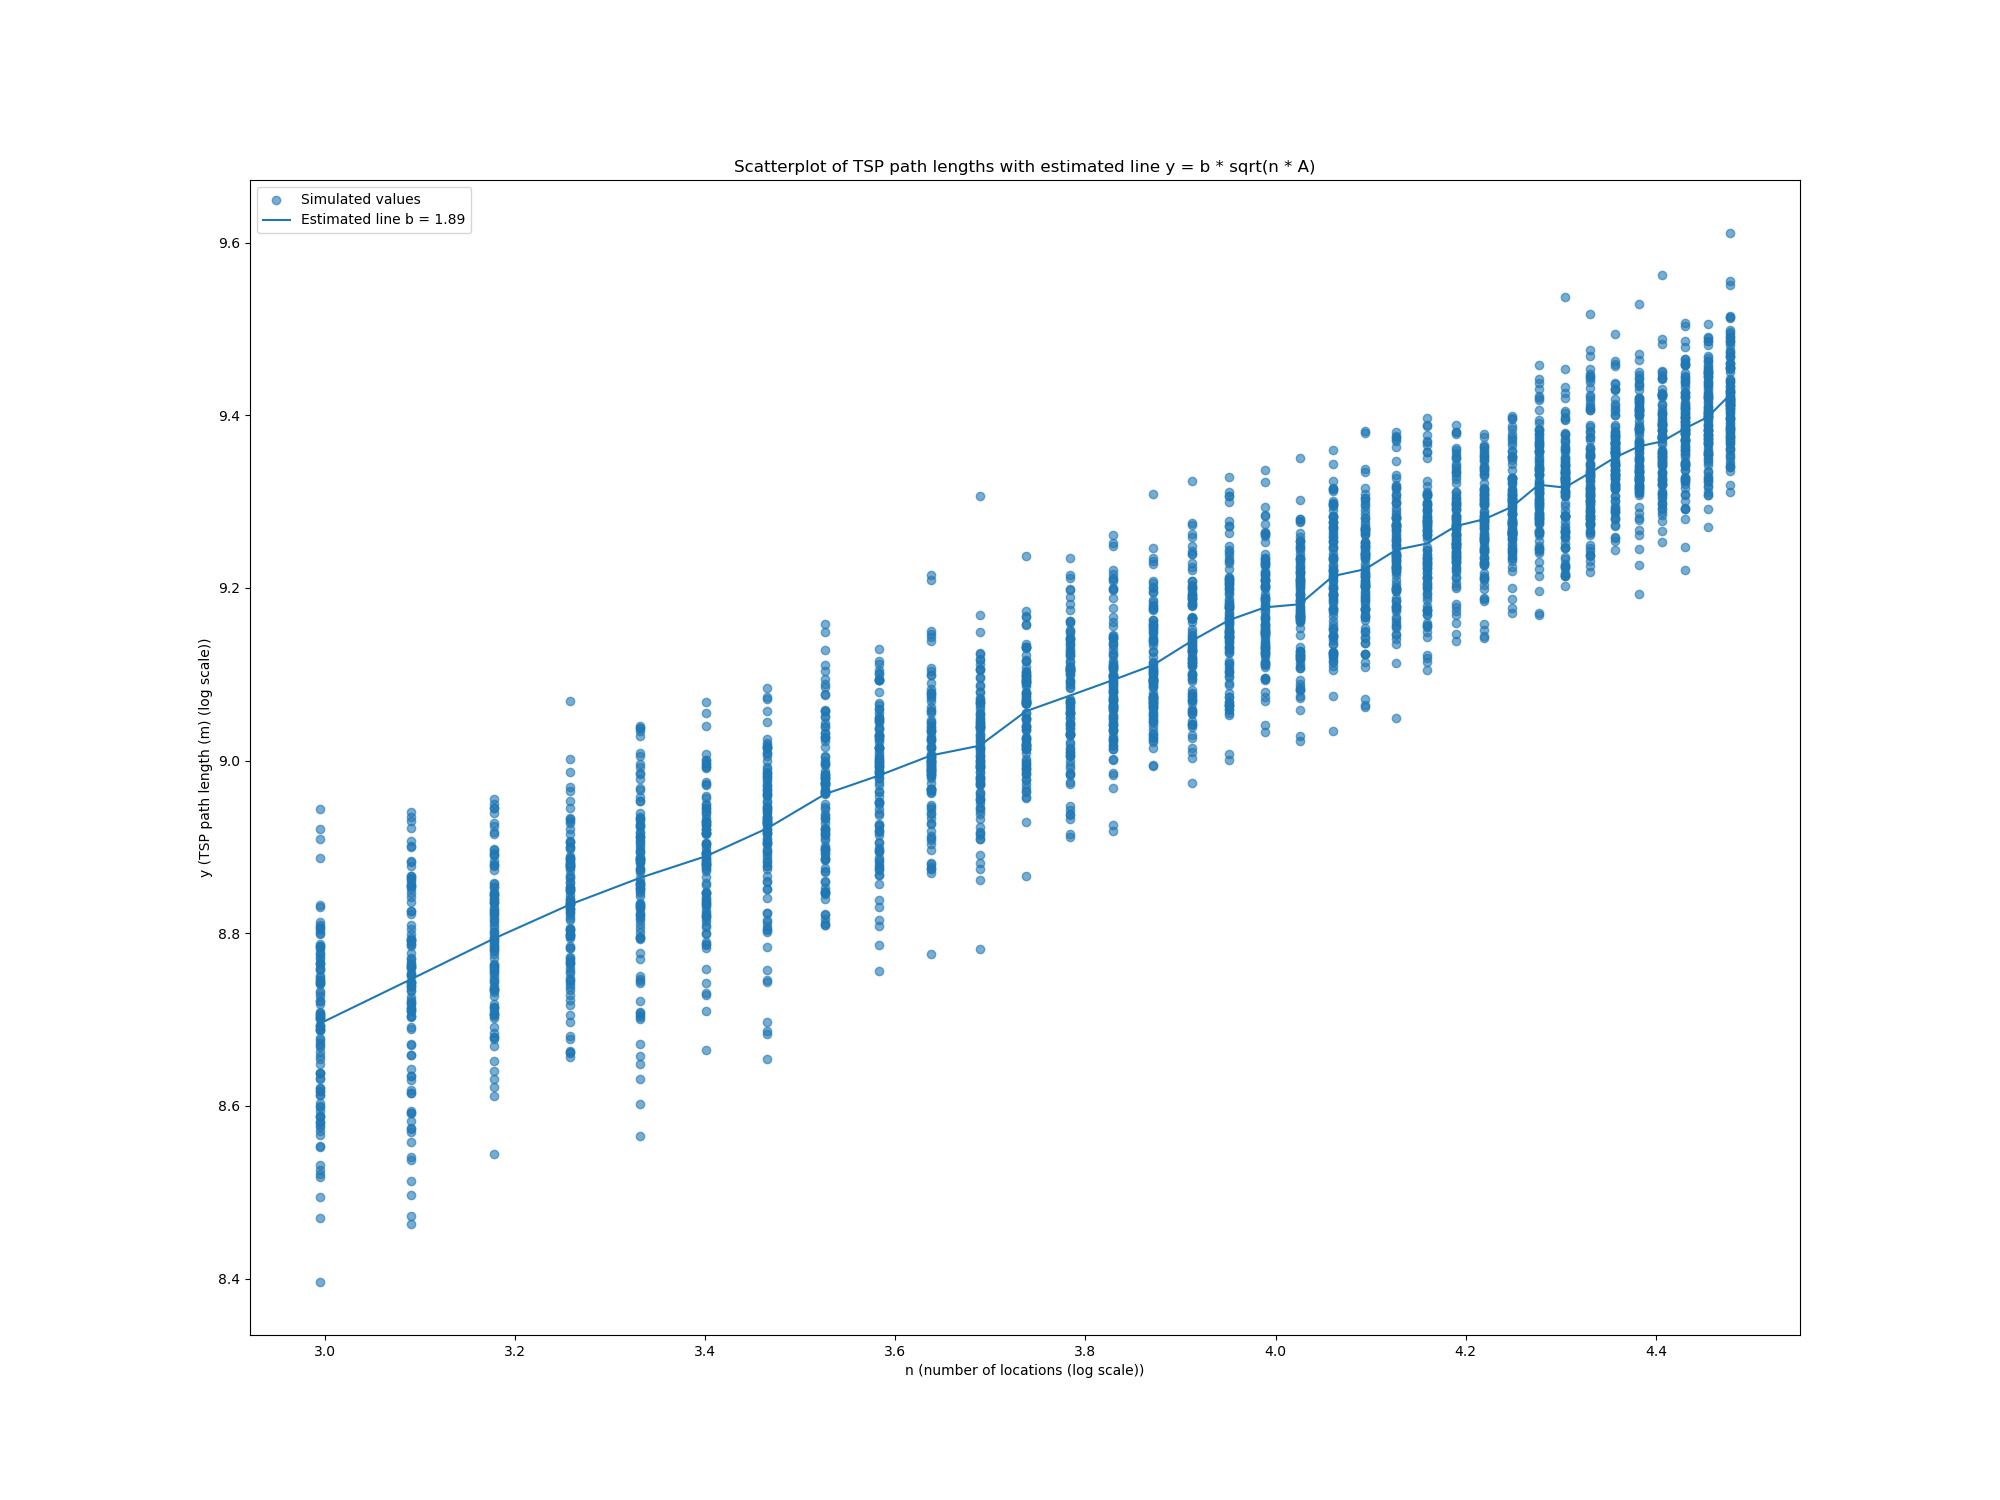 Scatterplot of TSP path lengths with estimated line y = b * sqrt(n * A)
Simulated values
Estimated line b = 1.89
9.6
9.4
9.2
9.0
8.8
8.6
8.4
y (TSP path length (m) (log scale))
3.0 3.2 3.4 3.6 3.8 4.0 4.2 4.4
n (number of locations (log scale))